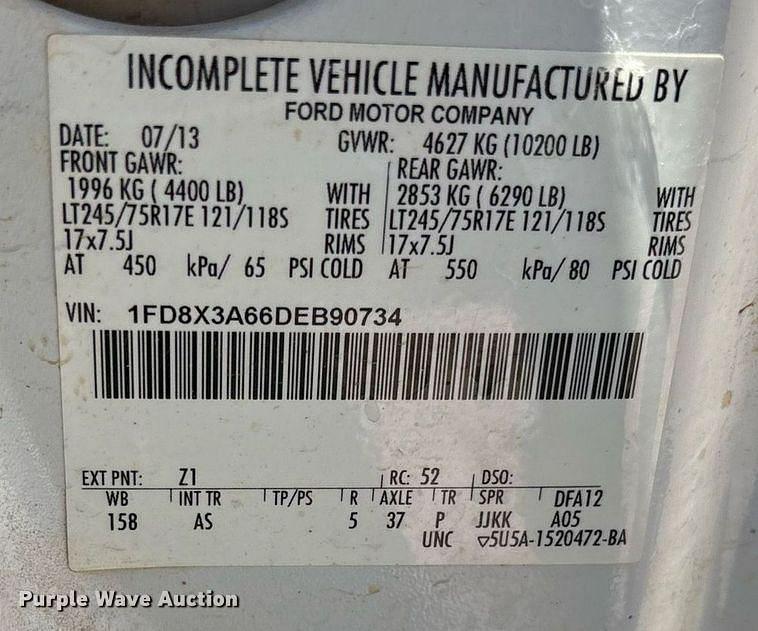 INCOMPLETE VEHICLE MANUFACTURED BY
FORD MOTOR COMPANY
DATE: 07/13 GVWR: 4627 KG (10200 LB)
FRONT GAWR: REAR GAWR:
1996 KG ( 4400 LB) WITH 2853 KG ( 6290 LB) WITH
LT245/75R17E 121/118S TIRES LT245/75R17E 121/118S TIRES
17x7.5J RIMS 17x7.5J RIMS
AT 450 kPa/ 65 PSI COLD AT 550 kPa/ 80 PSI COLD
VIN: 1FD8X3A66DEB90734
EXT PNT: Z1 RC: 52 DSO:
WB INT TR TP/PS R AXLE TR SPR DFA12
158 AS 5 37 P JJKK A05
UNC ▽5U5A-1520472-BA
Purple Wave Auction